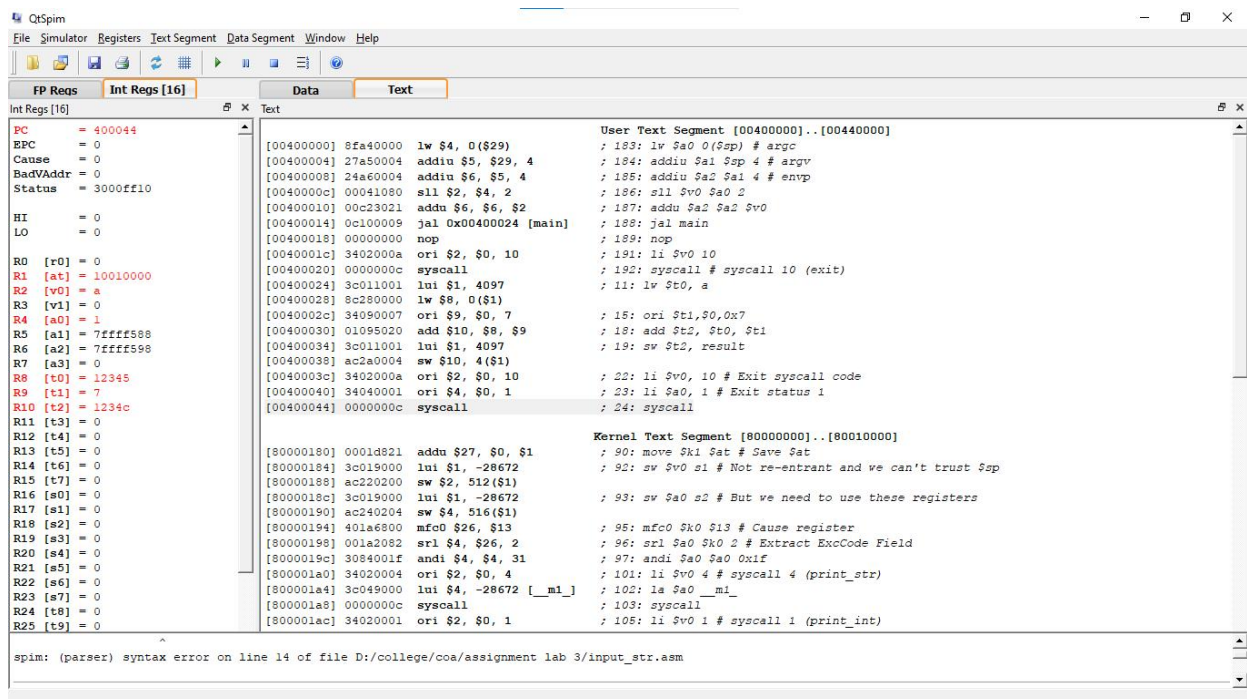 QtSpim
File Simulator Registers Text Segment Data Segment Window Help
FP Regs Int Regs [16] Data Text
Int Regs [16] Text
PC = 400044
EPC = 0
Cause = 0
BadVAddr = 0
Status = 3000ff10
HI = 0
LO = 0
R0 [r0] = 0
R1 [at] = 10010000
R2 [v0] = a
R3 [v1] = 0
R4 [a0] = 1
R5 [a1] = 7ffff588
R6 [a2] = 7ffff598
R7 [a3] = 0
R8 [t0] = 12345
R9 [t1] = 7
R10 [t2] = 1234c
R11 [t3] = 0
R12 [t4] = 0
R13 [t5] = 0
R14 [t6] = 0
R15 [t7] = 0
R16 [s0] = 0
R17 [s1] = 0
R18 [s2] = 0
R19 [s3] = 0
R20 [s4] = 0
R21 [s5] = 0
R22 [s6] = 0
R23 [s7] = 0
R24 [t8] = 0
R25 [t9] = 0
User Text Segment [00400000]..[00440000]
[00400000] 8fa40000 lw $4, 0($29) ; 183: lw $a0 0($sp) # argc
[00400004] 27a50004 addiu $5, $29, 4 ; 184: addiu $a1 $sp 4 # argv
[00400008] 24a60004 addiu $6, $5, 4 ; 185: addiu $a2 $a1 4 # envp
[0040000c] 00041080 sll $2, $4, 2 ; 186: sll $v0 $a0 2
[00400010] 00c23021 addu $6, $6, $2 ; 187: addu $a2 $a2 $v0
[00400014] 0c100009 jal 0x00400024 [main] ; 188: jal main
[00400018] 00000000 nop ; 189: nop
[0040001c] 3402000a ori $2, $0, 10 ; 191: li $v0 10
[00400020] 0000000c syscall ; 192: syscall # syscall 10 (exit)
[00400024] 3c011001 lui $1, 4097 ; 11: lw $t0, a
[00400028] 8c280000 lw $8, 0($1)
[0040002c] 34090007 ori $9, $0, 7 ; 15: ori $t1,$0,0x7
[00400030] 01095020 add $10, $8, $9 ; 18: add $t2, $t0, $t1
[00400034] 3c011001 lui $1, 4097 ; 19: sw $t2, result
[00400038] ac2a0004 sw $10, 4($1)
[0040003c] 3402000a ori $2, $0, 10 ; 22: li $v0, 10 # Exit syscall code
[00400040] 34040001 ori $4, $0, 1 ; 23: li $a0, 1 # Exit status 1
[00400044] 0000000c syscall ; 24: syscall
Kernel Text Segment [80000000]..[80010000]
[80000180] 0001d821 addu $27, $0, $1 ; 90: move $k1 $at # Save $at
[80000184] 3c019000 lui $1, -28672 ; 92: sw $v0 s1 # Not re-entrant and we can't trust $sp
[80000188] ac220200 sw $2, 512($1)
[8000018c] 3c019000 lui $1, -28672 ; 93: sw $a0 s2 # But we need to use these registers
[80000190] ac240204 sw $4, 516($1)
[80000194] 401a6800 mfc0 $26, $13 ; 95: mfc0 $k0 $13 # Cause register
[80000198] 001a2082 srl $4, $26, 2 ; 96: srl $a0 $k0 2 # Extract ExcCode Field
[8000019c] 3084001f andi $4, $4, 31 ; 97: andi $a0 $a0 0x1f
[800001a0] 34020004 ori $2, $0, 4 ; 101: li $v0 4 # syscall 4 (print_str)
[800001a4] 3c049000 lui $4, -28672 [__m1_] ; 102: la $a0 __m1_
[800001a8] 0000000c syscall ; 103: syscall
[800001ac] 34020001 ori $2, $0, 1 ; 105: li $v0 1 # syscall 1 (print_int)
^
spim: (parser) syntax error on line 14 of file D:/college/coa/assignment lab 3/input_str.asm